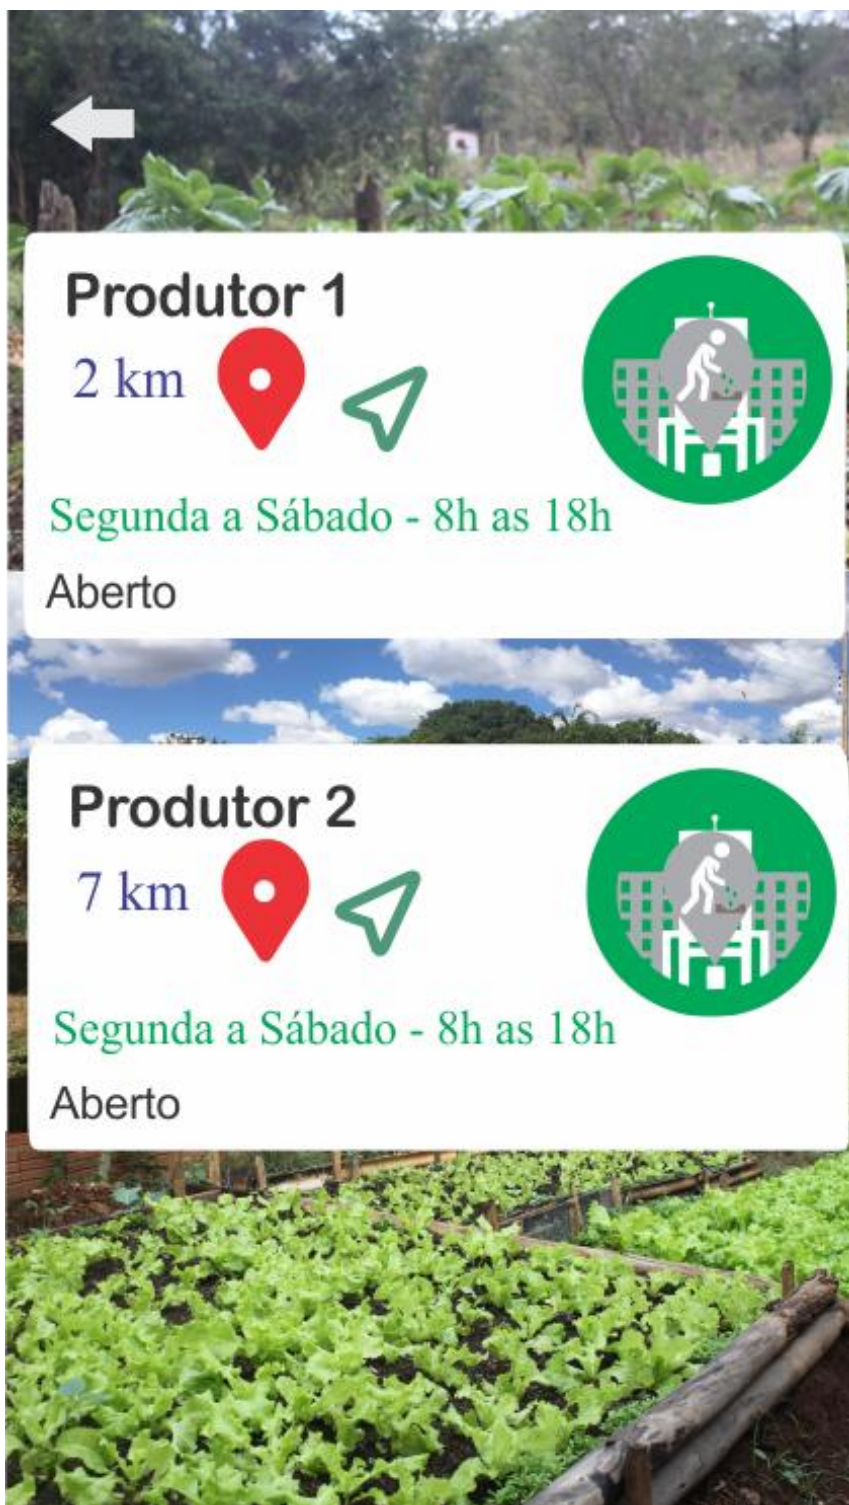 Produtor 1
2 km
Segunda a Sábado - 8h as 18h
Aberto
Produtor 2
7 km
Segunda a Sábado - 8h as 18h
Aberto